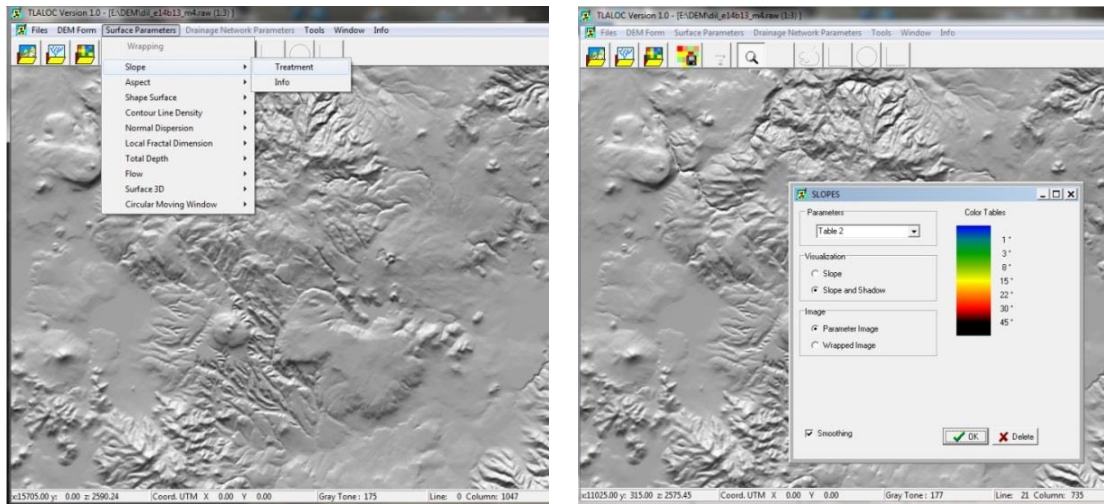 TLALOC Version 1.0 - [E:\DEM\dil_e14b13_m4.raw (1:3) ]
Files DEM Form Surface Parameters Drainage Network Parameters Tools Window Info
Wrapping
Slope
Treatment
Aspect
Info
Shape Surface
Contour Line Density
Normal Dispersion
Local Fractal Dimension
Total Depth
Flow
Surface 3D
Circular Moving Window
x:15705.00 y: 0.00 z: 2590.24 Coord. UTM X 0.00 Y 0.00 Gray Tone : 175 Line: 0 Column: 1047
TLALOC Version 1.0 - [E:\DEM\dil_e14b13_m4.raw (1:3) ]
Files DEM Form Surface Parameters Drainage Network Parameters Tools Window Info
SLOPES
Parameters
Table 2
Visualization
Slope
Slope and Shadow
Image
Parameter Image
Wrapped Image
Smoothing
Color Tables
1 °
3 °
8 °
15 °
22 °
30 °
45 °
OK
Delete
x:11025.00 y: 315.00 z: 2575.45 Coord. UTM X 0.00 Y 0.00 Gray Tone : 177 Line: 21 Column: 735